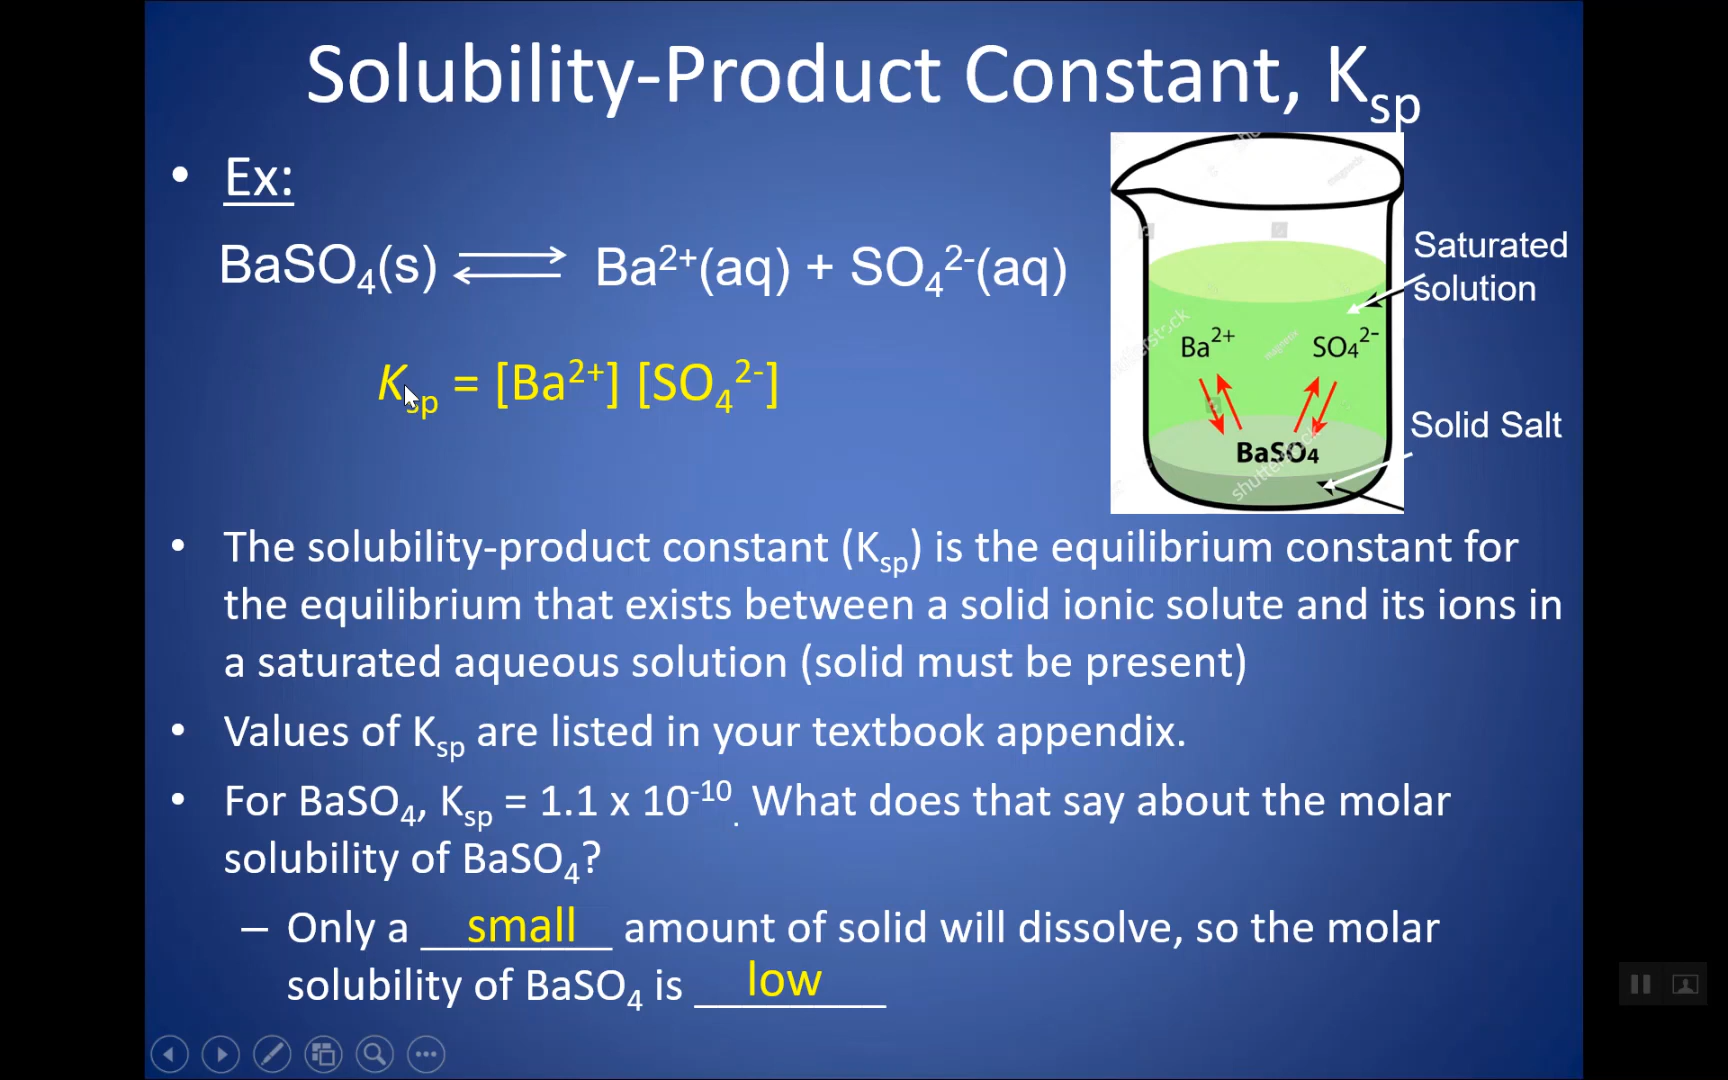 Solubility-Product Constant, Ksp
• Ex:
BaSO₄(s) ⇌ Ba²⁺(aq) + SO₄²⁻(aq)
Saturated
solution
Ba²⁺ SO₄²⁻
Ksp = [Ba²⁺] [SO₄²⁻]
Solid Salt
BaSO₄
shutterstock
• The solubility-product constant (Ksp) is the equilibrium constant for
the equilibrium that exists between a solid ionic solute and its ions in
a saturated aqueous solution (solid must be present)
• Values of Ksp are listed in your textbook appendix.
• For BaSO₄, Ksp = 1.1 x 10⁻¹⁰. What does that say about the molar
solubility of BaSO₄?
– Only a small amount of solid will dissolve, so the molar
solubility of BaSO₄ is low